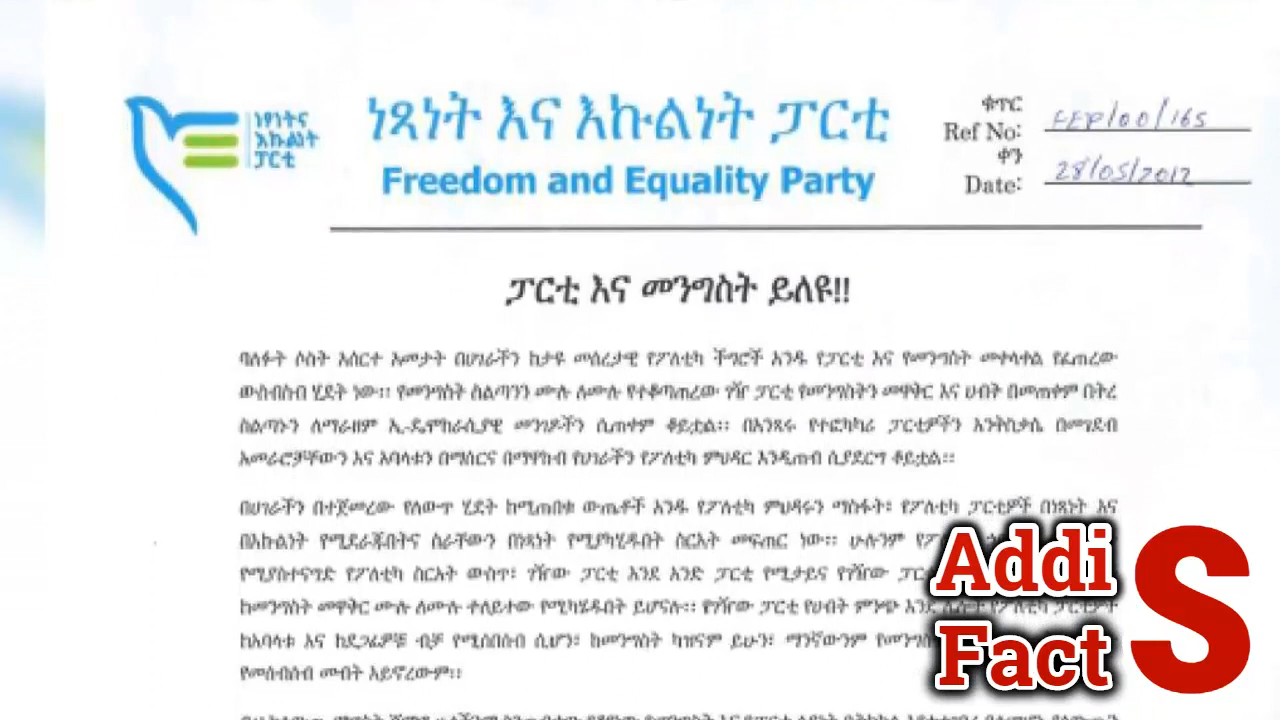 ነፃነትና
እኩልነት
ፓርቲ
ነጻነት እና እኩልነት ፓርቲ
Freedom and Equality Party
ቁጥር
Ref No: FEP/00/165
ቀን
Date: 28/05/2012
ፓርቲ እና መንግስት ይለዩ!!
ባለፉት ሶስት አስርተ አመታት በሀገራችን ከታዩ መሰረታዊ የፖለቲካ ችግሮች አንዱ የፓርቲ እና የመንግስት መቀላቀል የፈጠረው
ውስብስብ ሂደት ነው፡፡ የመንግስት ስልጣንን ሙሉ ለሙሉ የተቆጣጠረው ገዥ ፓርቲ የመንግስትን መዋቅር እና ሀብት በመጠቀም በትረ
ስልጣኑን ለማራዘም ኢ-ዴሞክራሲያዊ መንገዶችን ሲጠቀም ቆይቷል፡፡ በአንጻሩ የተፎካካሪ ፓርቲዎችን እንቅስቃሴ በመገደብ
አመራሮቻቸውን እና አባላቱን በማሰርና በማዋከብ የሀገራችን የፖለቲካ ምህዳር እንዲጠብ ሲያደርግ ቆይቷል፡፡
በሀገራችን በተጀመረው የለውጥ ሂደት ከሚጠበቁ ውጤቶች አንዱ የፖለቲካ ምህዳሩን ማስፋት፣ የፖለቲካ ፓርቲዎች በነጻነት እና
በእኩልነት የሚደራጁበትና ስራቸውን በነጻነት የሚያካሂዱበት ስርአት መፍጠር ነው፡፡ ሁሉንም
የሚያስተናግድ የፖለቲካ ስርአት ውስጥ፣ ገዥው ፓርቲ እንደ አንድ ፓርቲ የሚታይና የገዥው
ከመንግስት መዋቅር ሙሉ ለሙሉ ተለይተው የሚካሄዱበት ይሆናሉ፡፡ የገዥው ፓርቲ የሀብት ምንጭ እንደ
ከአባላቱ እና ከደጋፊዎቹ ብቻ የሚሰበሰብ ሲሆን፣ ከመንግስት ካዝናም ይሁን፣ ማንኛውንም
የመሰብሰብ መብት አይኖረውም፡፡
Addi
Fact
S